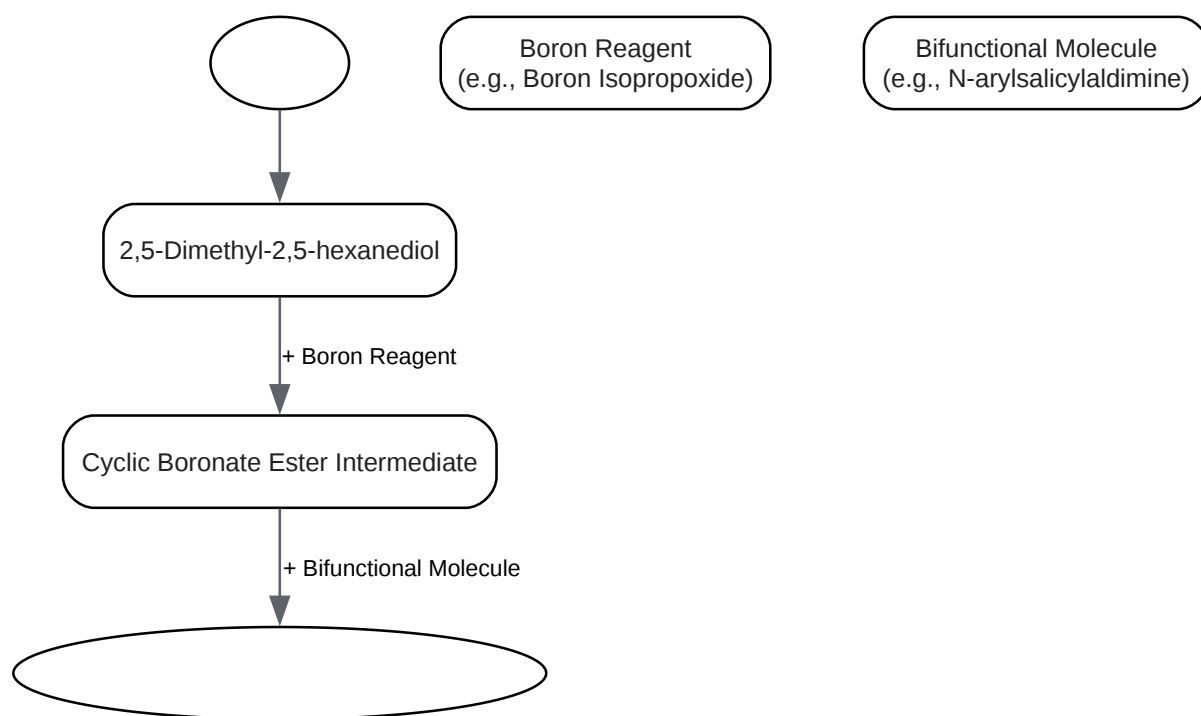 Boron Reagent
(e.g., Boron Isopropoxide)
Bifunctional Molecule
(e.g., N-arylsalicylaldimine)
2,5-Dimethyl-2,5-hexanediol
+ Boron Reagent
Cyclic Boronate Ester Intermediate
+ Bifunctional Molecule